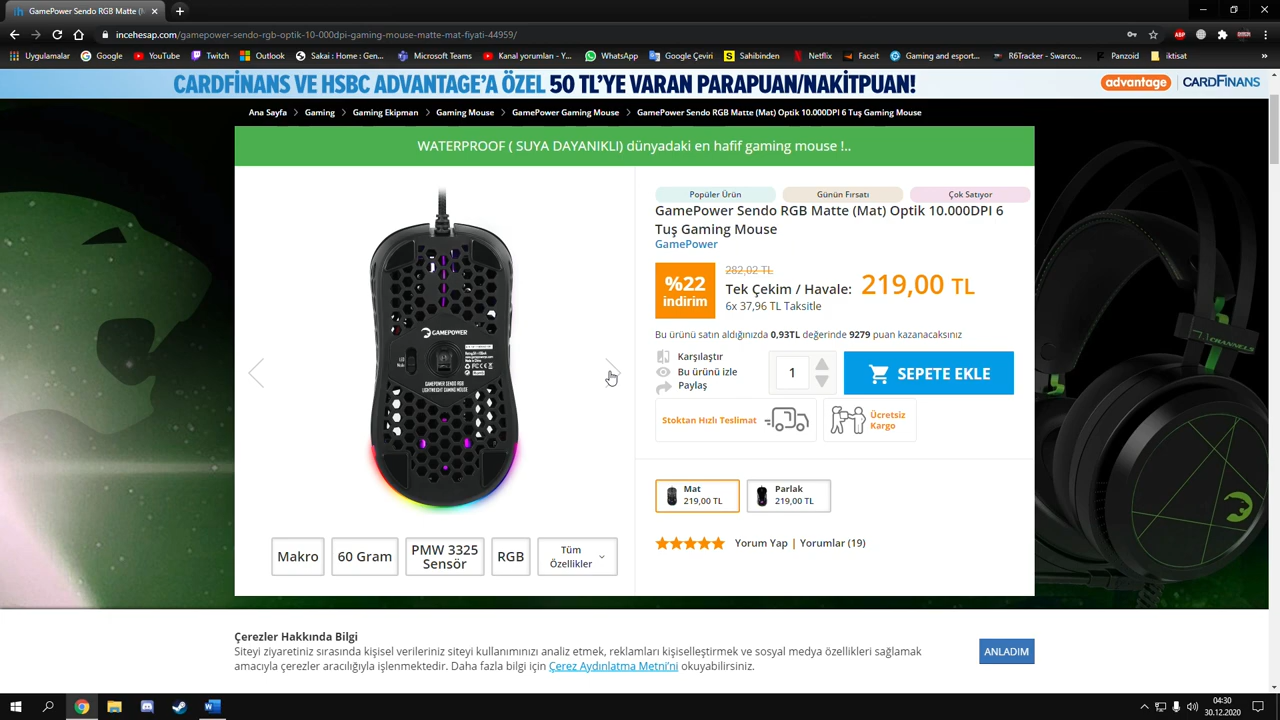 GamePower Sendo RGB Matte (
incehesap.com/gamepower-sendo-rgb-optik-10-000dpi-gaming-mouse-matte-mat-fiyati-44959/
Uygulamalar Google YouTube Twitch Outlook Sakai : Home : Gen... Microsoft Teams Kanal yorumları - Y... WhatsApp Google Çeviri Sahibinden Netflix Faceit Gaming and esport... R6Tracker - Swarco... Panzoid iktisat
CARDFİNANS VE HSBC ADVANTAGE'A ÖZEL 50 TL'YE VARAN PARAPUAN/NAKİTPUAN!
advantage CARDFİNANS
Ana Sayfa Gaming Gaming Ekipman Gaming Mouse GamePower Gaming Mouse GamePower Sendo RGB Matte (Mat) Optik 10.000DPI 6 Tuş Gaming Mouse
WATERPROOF ( SUYA DAYANIKLI) dünyadaki en hafif gaming mouse !..
Popüler Ürün Günün Fırsatı Çok Satıyor
GamePower Sendo RGB Matte (Mat) Optik 10.000DPI 6
Tuş Gaming Mouse
GamePower
%22
indirim
282,02 TL
Tek Çekim / Havale: 219,00 TL
6x 37,96 TL Taksitle
Bu ürünü satın aldığınızda 0,93TL değerinde 9279 puan kazanacaksınız
Karşılaştır
Bu ürünü izle
Paylaş
1
SEPETE EKLE
Stoktan Hızlı Teslimat
Ücretsiz
Kargo
Mat
219,00 TL
Parlak
219,00 TL
Yorum Yap | Yorumlar (19)
GAMEPOWER
GAMEPOWER SENDO RGB
LIGHTWEIGHT GAMING MOUSE
Makro
60 Gram
PMW 3325
Sensör
RGB
Tüm
Özellikler
Çerezler Hakkında Bilgi
Siteyi ziyaretiniz sırasında kişisel verileriniz siteyi kullanımınızı analiz etmek, reklamları kişiselleştirmek ve sosyal medya özellikleri sağlamak
amacıyla çerezler aracılığıyla işlenmektedir. Daha fazla bilgi için Çerez Aydınlatma Metni'ni okuyabilirsiniz.
ANLADIM
04:30
30.12.2020